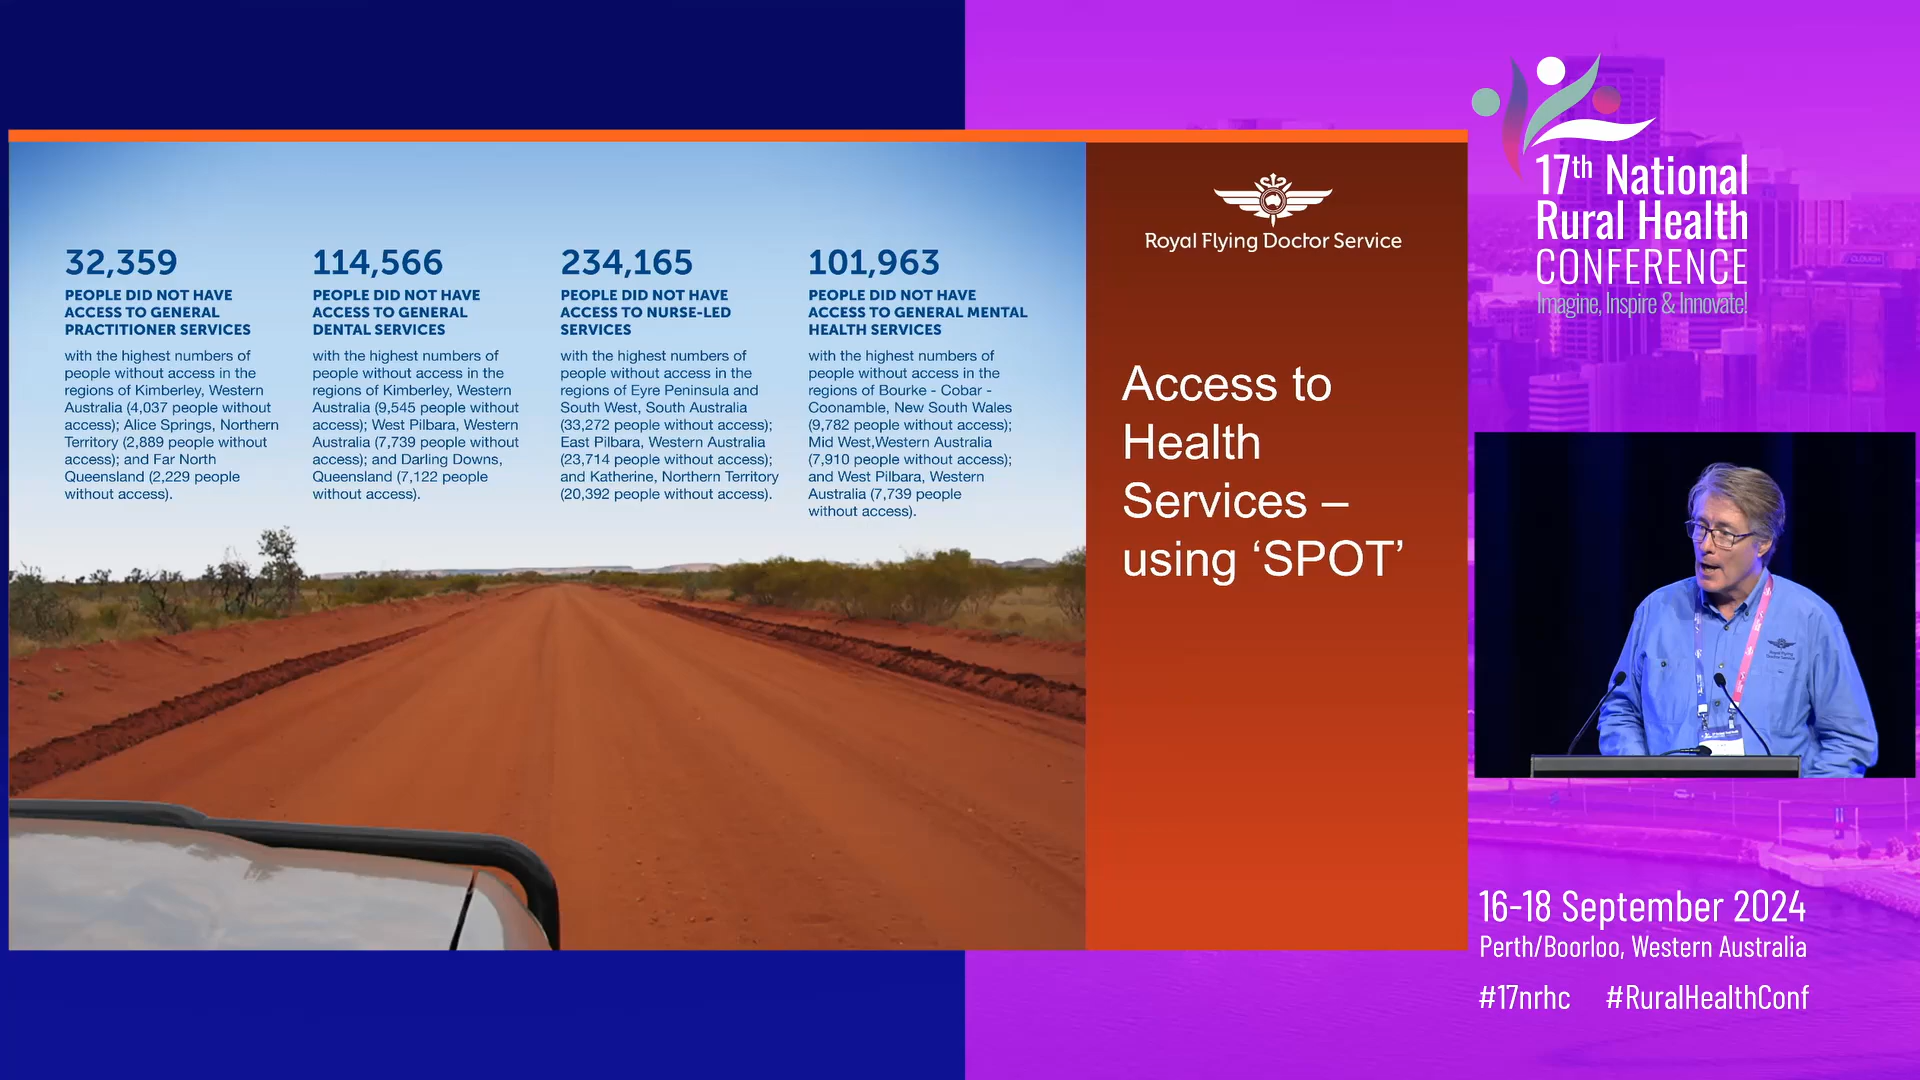 32,359
PEOPLE DID NOT HAVE
ACCESS TO GENERAL
PRACTITIONER SERVICES
with the highest numbers of
people without access in the
regions of Kimberley, Western
Australia (4,037 people without
access); Alice Springs, Northern
Territory (2,889 people without
access); and Far North
Queensland (2,229 people
without access).
114,566
PEOPLE DID NOT HAVE
ACCESS TO GENERAL
DENTAL SERVICES
with the highest numbers of
people without access in the
regions of Kimberley, Western
Australia (9,545 people without
access); West Pilbara, Western
Australia (7,739 people without
access); and Darling Downs,
Queensland (7,122 people
without access).
234,165
PEOPLE DID NOT HAVE
ACCESS TO NURSE-LED
SERVICES
with the highest numbers of
people without access in the
regions of Eyre Peninsula and
South West, South Australia
(33,272 people without access);
East Pilbara, Western Australia
(23,714 people without access);
and Katherine, Northern Territory
(20,392 people without access).
101,963
PEOPLE DID NOT HAVE
ACCESS TO GENERAL MENTAL
HEALTH SERVICES
with the highest numbers of
people without access in the
regions of Bourke - Cobar -
Coonamble, New South Wales
(9,782 people without access);
Mid West,Western Australia
(7,910 people without access);
and West Pilbara, Western
Australia (7,739 people
without access).
Royal Flying Doctor Service
Access to
Health
Services –
using ‘SPOT’
17th National
Rural Health
CONFERENCE
Imagine, Inspire & Innovate!
CLOUGH
Royal Flying
Doctor Service
16-18 September 2024
Perth/Boorloo, Western Australia
#17nrhc #RuralHealthConf